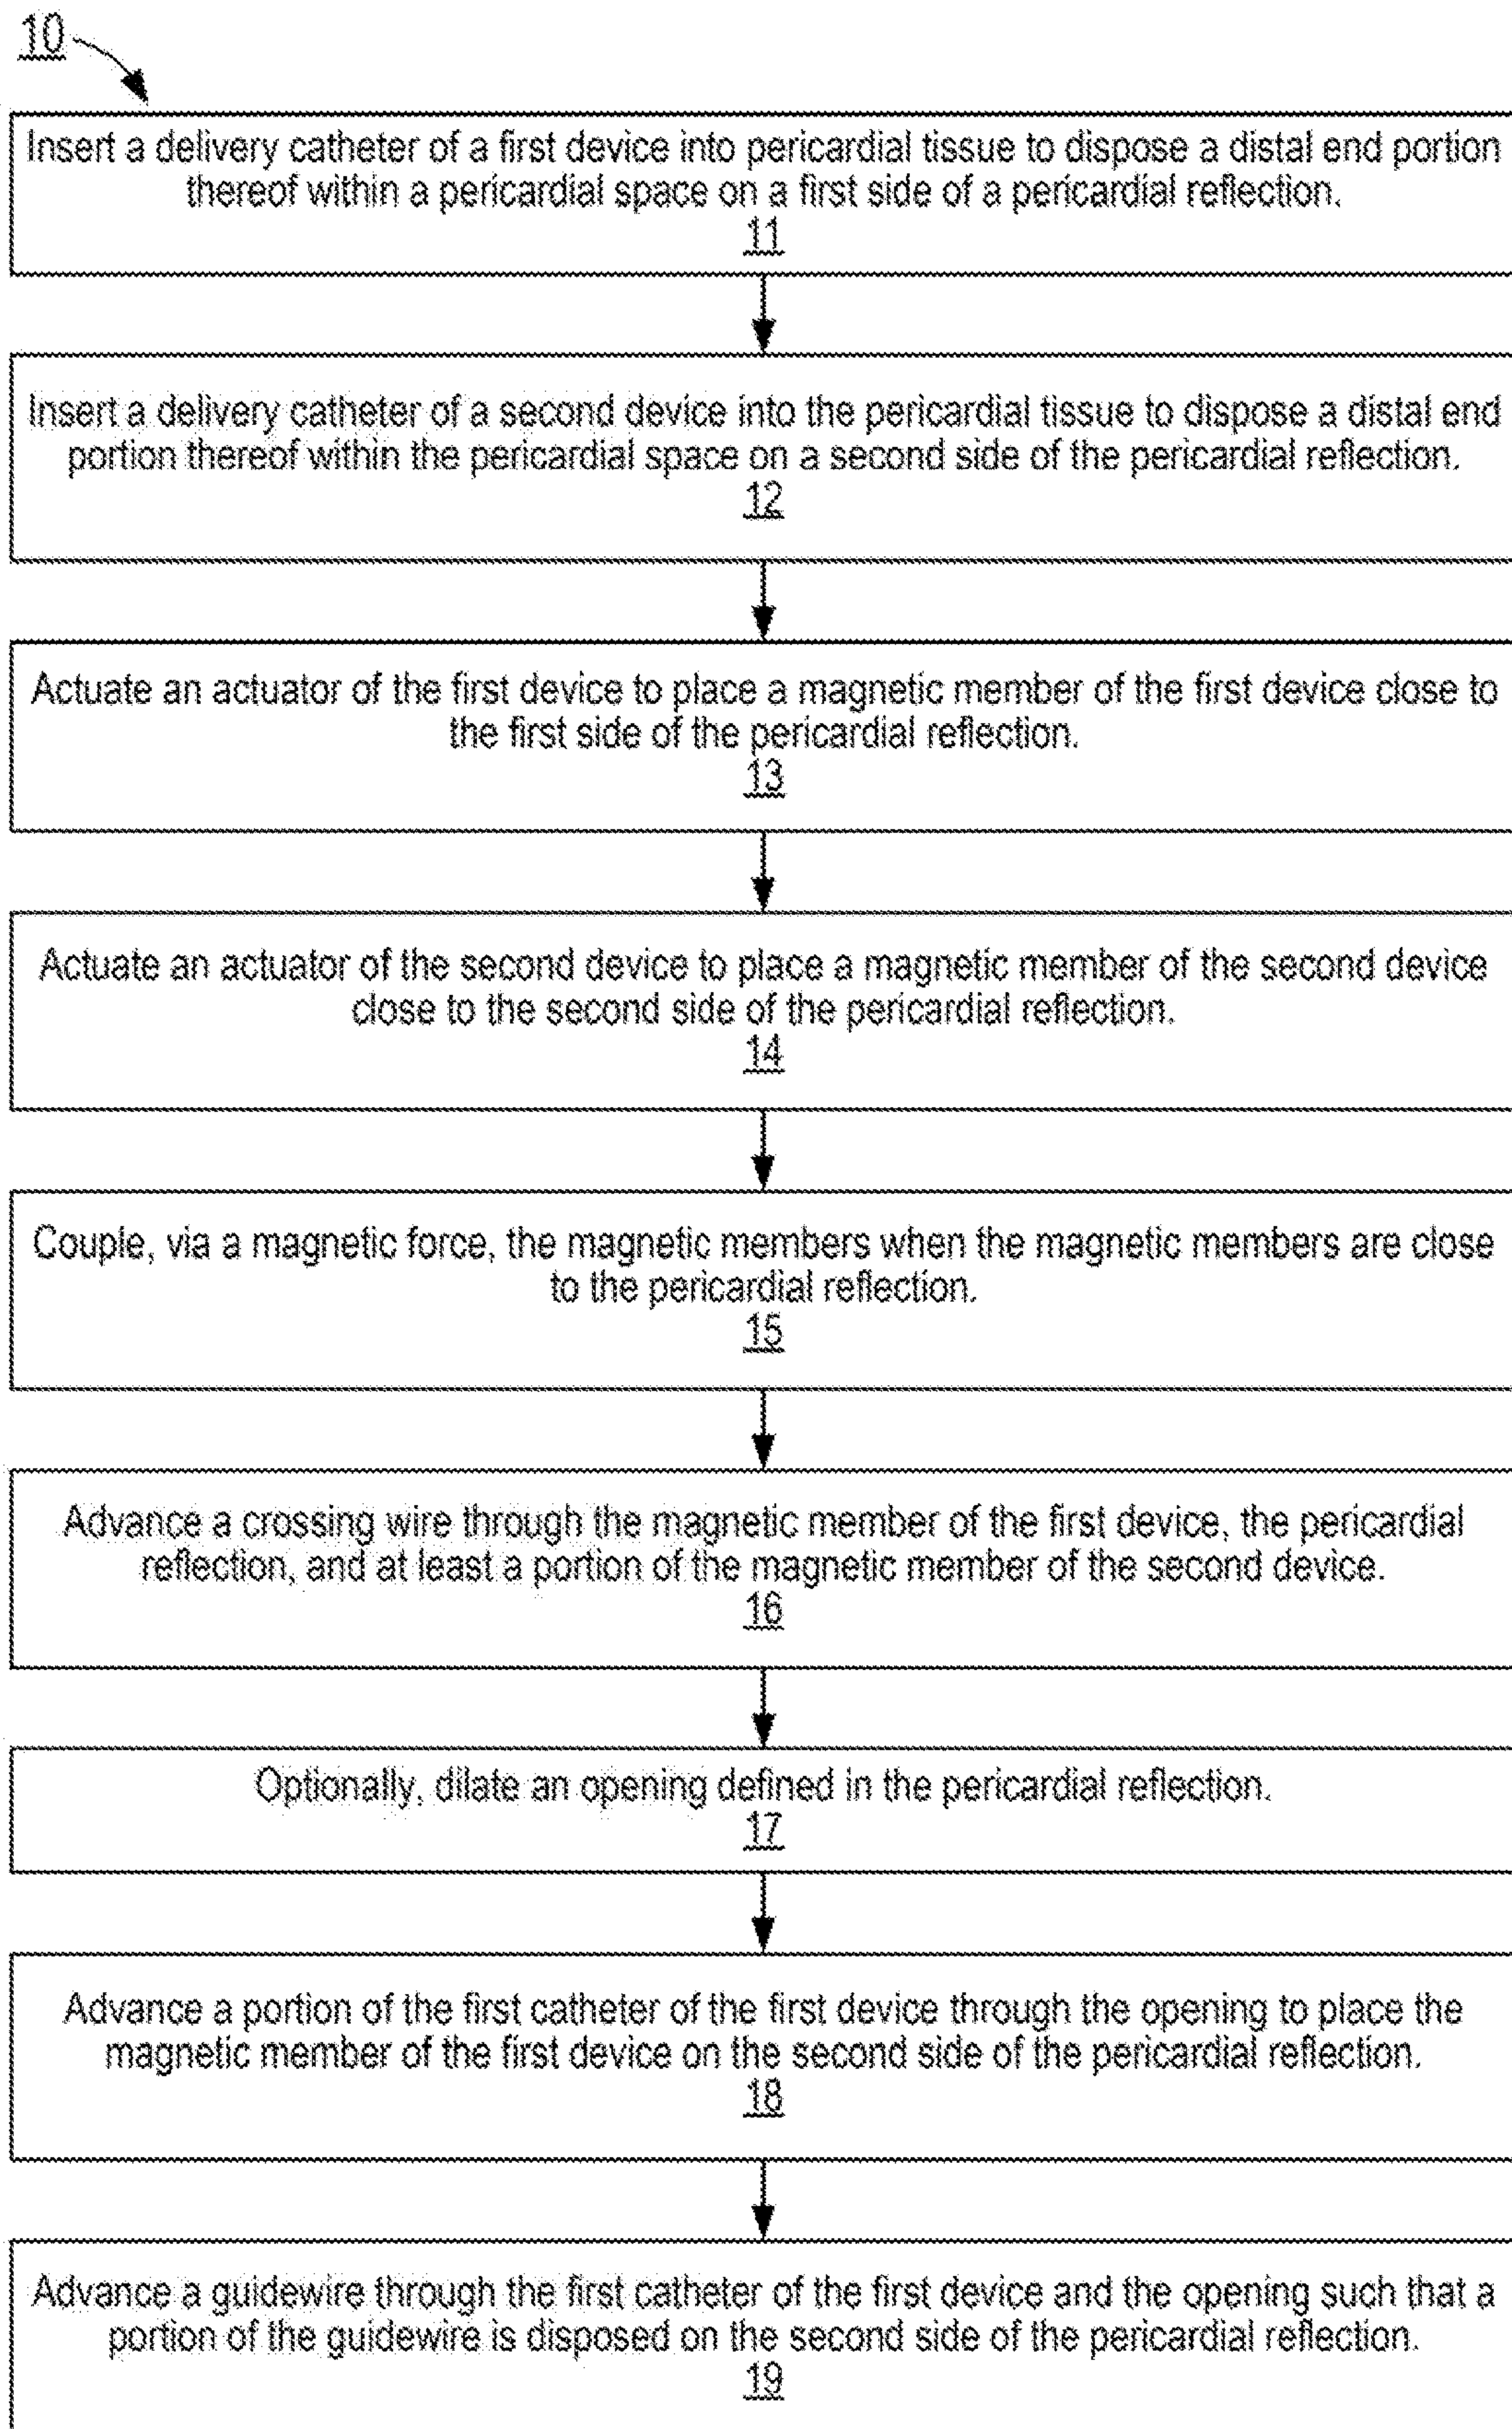 10
Insert a delivery catheter of a first device into pericardial tissue to dispose a distal end portion
thereof within a pericardial space on a first side of a pericardial reflection.
11
Insert a delivery catheter of a second device into the pericardial tissue to dispose a distal end
portion thereof within the pericardial space on a second side of the pericardial reflection.
12
Actuate an actuator of the first device to place a magnetic member of the first device close to
the first side of the pericardial reflection.
13
Actuate an actuator of the second device to place a magnetic member of the second device
close to the second side of the pericardial reflection.
14
Couple, via a magnetic force, the magnetic members when the magnetic members are close
to the pericardial reflection.
15
Advance a crossing wire through the magnetic member of the first device, the pericardial
reflection, and at least a portion of the magnetic member of the second device.
16
Optionally, dilate an opening defined in the pericardial reflection.
17
Advance a portion of the first catheter of the first device through the opening to place the
magnetic member of the first device on the second side of the pericardial reflection.
18
Advance a guidewire through the first catheter of the first device and the opening such that a
portion of the guidewire is disposed on the second side of the pericardial reflection.
19